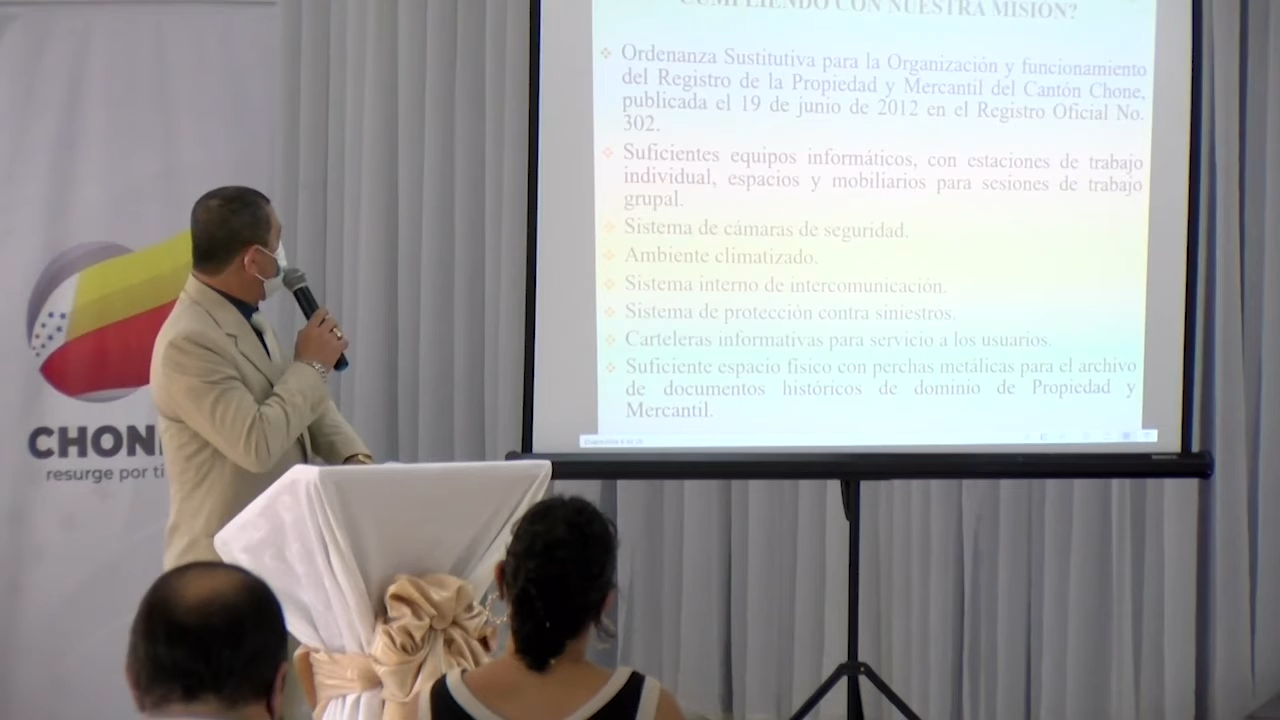 CUMPLIENDO CON NUESTRA MISIÓN?
Ordenanza Sustitutiva para la Organización y funcionamiento
del Registro de la Propiedad y Mercantil del Cantón Chone,
publicada el 19 de junio de 2012 en el Registro Oficial No.
302.
Suficientes equipos informáticos, con estaciones de trabajo
individual, espacios y mobiliarios para sesiones de trabajo
grupal.
Sistema de cámaras de seguridad.
Ambiente climatizado.
Sistema interno de intercomunicación.
Sistema de protección contra siniestros.
Carteleras informativas para servicio a los usuarios.
Suficiente espacio físico con perchas metálicas para el archivo
de documentos históricos de dominio de Propiedad y
Mercantil.
CHON
resurge por ti